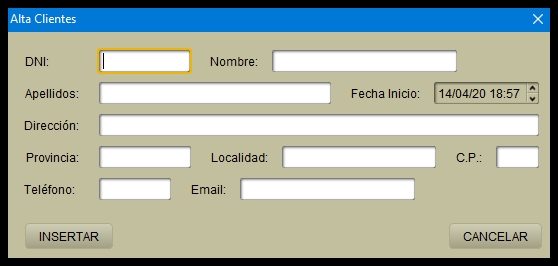 Alta Clientes
DNI: Nombre:
Apellidos: Fecha Inicio: 14/04/20 18:57
Dirección:
Provincia: Localidad: C.P.:
Teléfono: Email:
INSERTAR CANCELAR